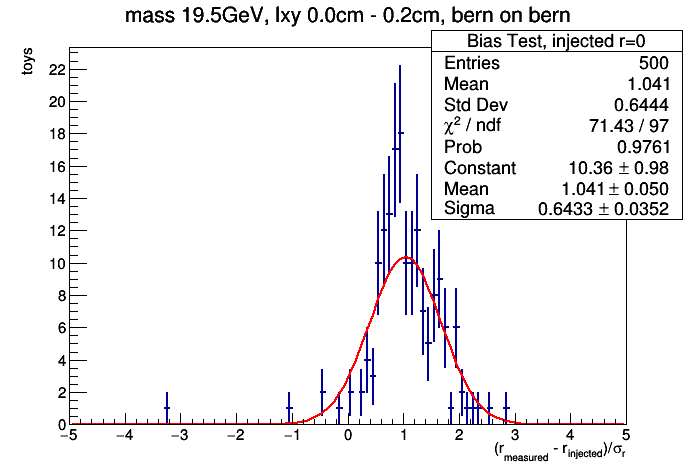 mass 19.5GeV, lxy 0.0cm - 0.2cm, bern on bern
toys
Bias Test, injected r=0
Entries 500
Mean 1.041
Std Dev 0.6444
χ² / ndf 71.43 / 97
Prob 0.9761
Constant 10.36 ± 0.98
Mean 1.041 ± 0.050
Sigma 0.6433 ± 0.0352
22
20
18
16
14
12
10
8
6
4
2
0
−5 −4 −3 −2 −1 0 1 2 3 4 5
(r_measured - r_injected)/σ_r